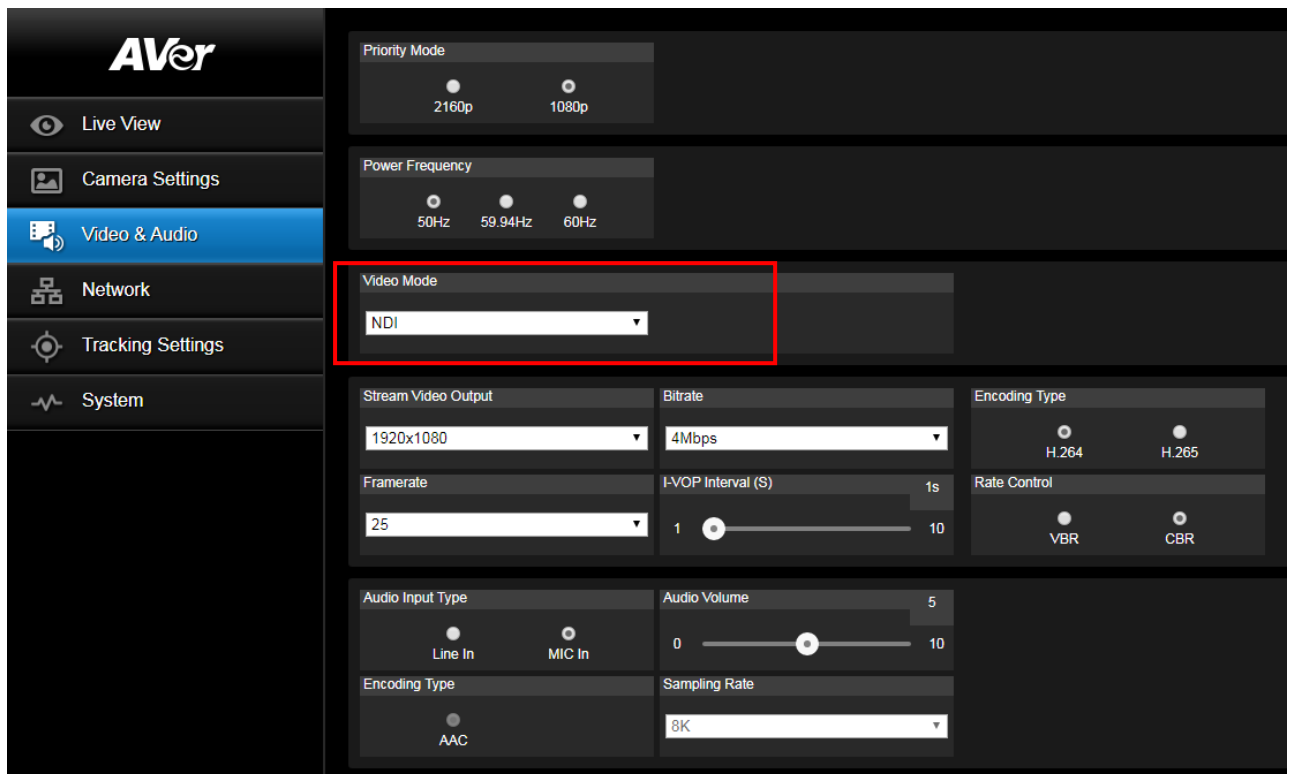 AVer
Live View
Camera Settings
Video & Audio
Network
Tracking Settings
System
Priority Mode
2160p 1080p
Power Frequency
50Hz 59.94Hz 60Hz
Video Mode
NDI
Stream Video Output Bitrate Encoding Type
1920x1080 4Mbps
H.264 H.265
Framerate I-VOP Interval (S) 1s Rate Control
25 1 10
VBR CBR
Audio Input Type Audio Volume 5
0 10
Line In MIC In
Encoding Type Sampling Rate
8K
AAC